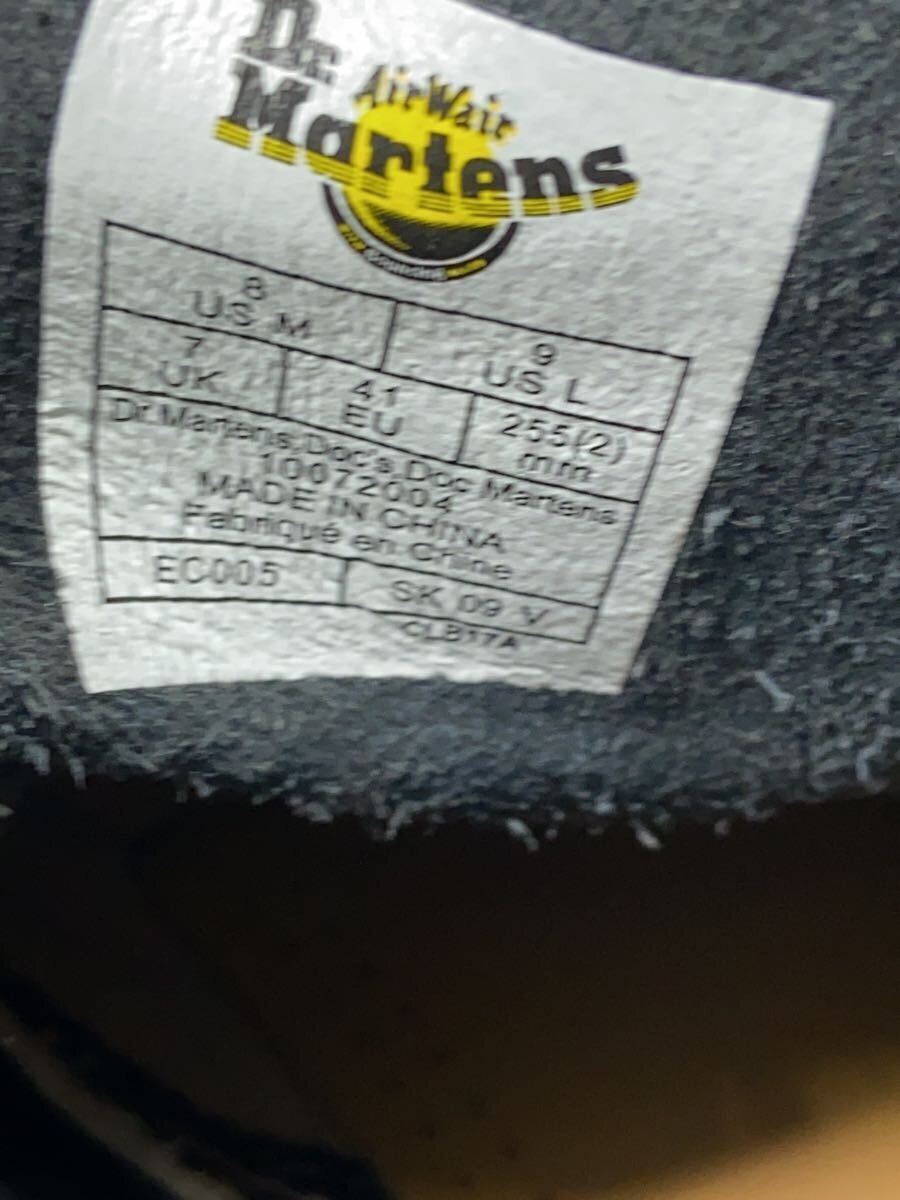 Dr.
AirWair
Martens
8
US M
9
US L
7
UK
41
EU
255(2)
mm
Dr.Martens,Doc's,Doc Martens
10072004
MADE IN CHINA
Fabriqué en Chine
EC005
SK 09 V
CLB17A